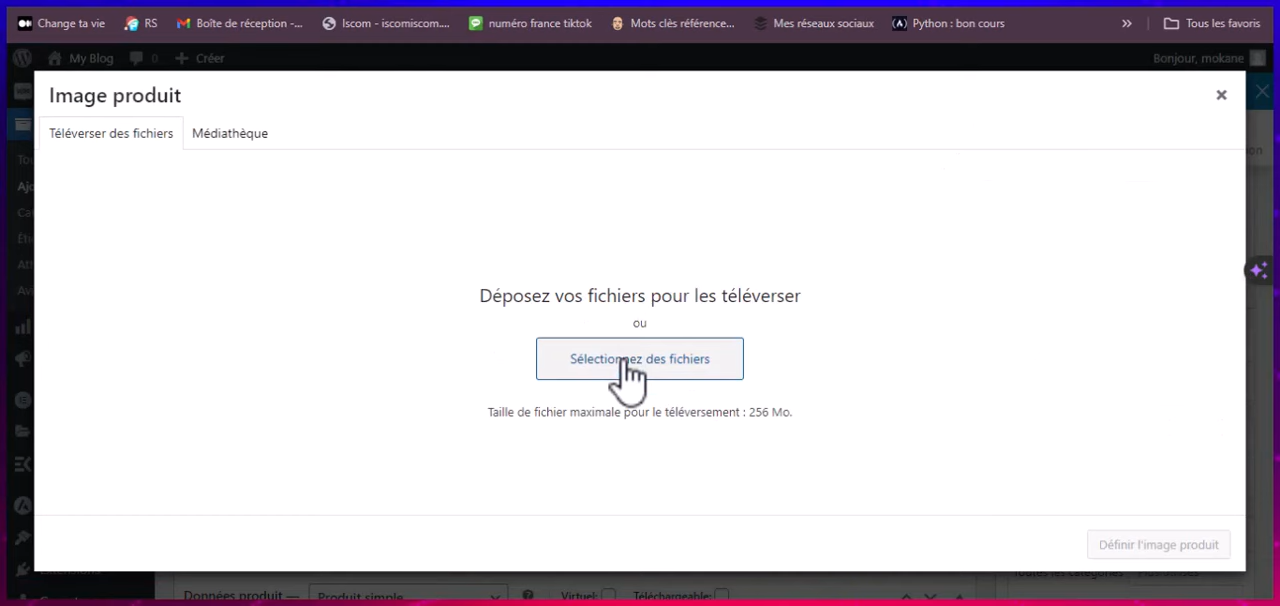 Change ta vie RS Boîte de réception -... Iscom - iscomiscom.... numéro france tiktok Mots clés référence... Mes réseaux sociaux Python : bon cours » Tous les favoris
My Blog 0 + Créer Bonjour, mokane
Image produit ×
Téléverser des fichiers Médiathèque
Déposez vos fichiers pour les téléverser
ou
Sélectionnez des fichiers
Taille de fichier maximale pour le téléversement : 256 Mo.
Définir l'image produit
Données produit — Produit simple Virtuel: Téléchargeable: